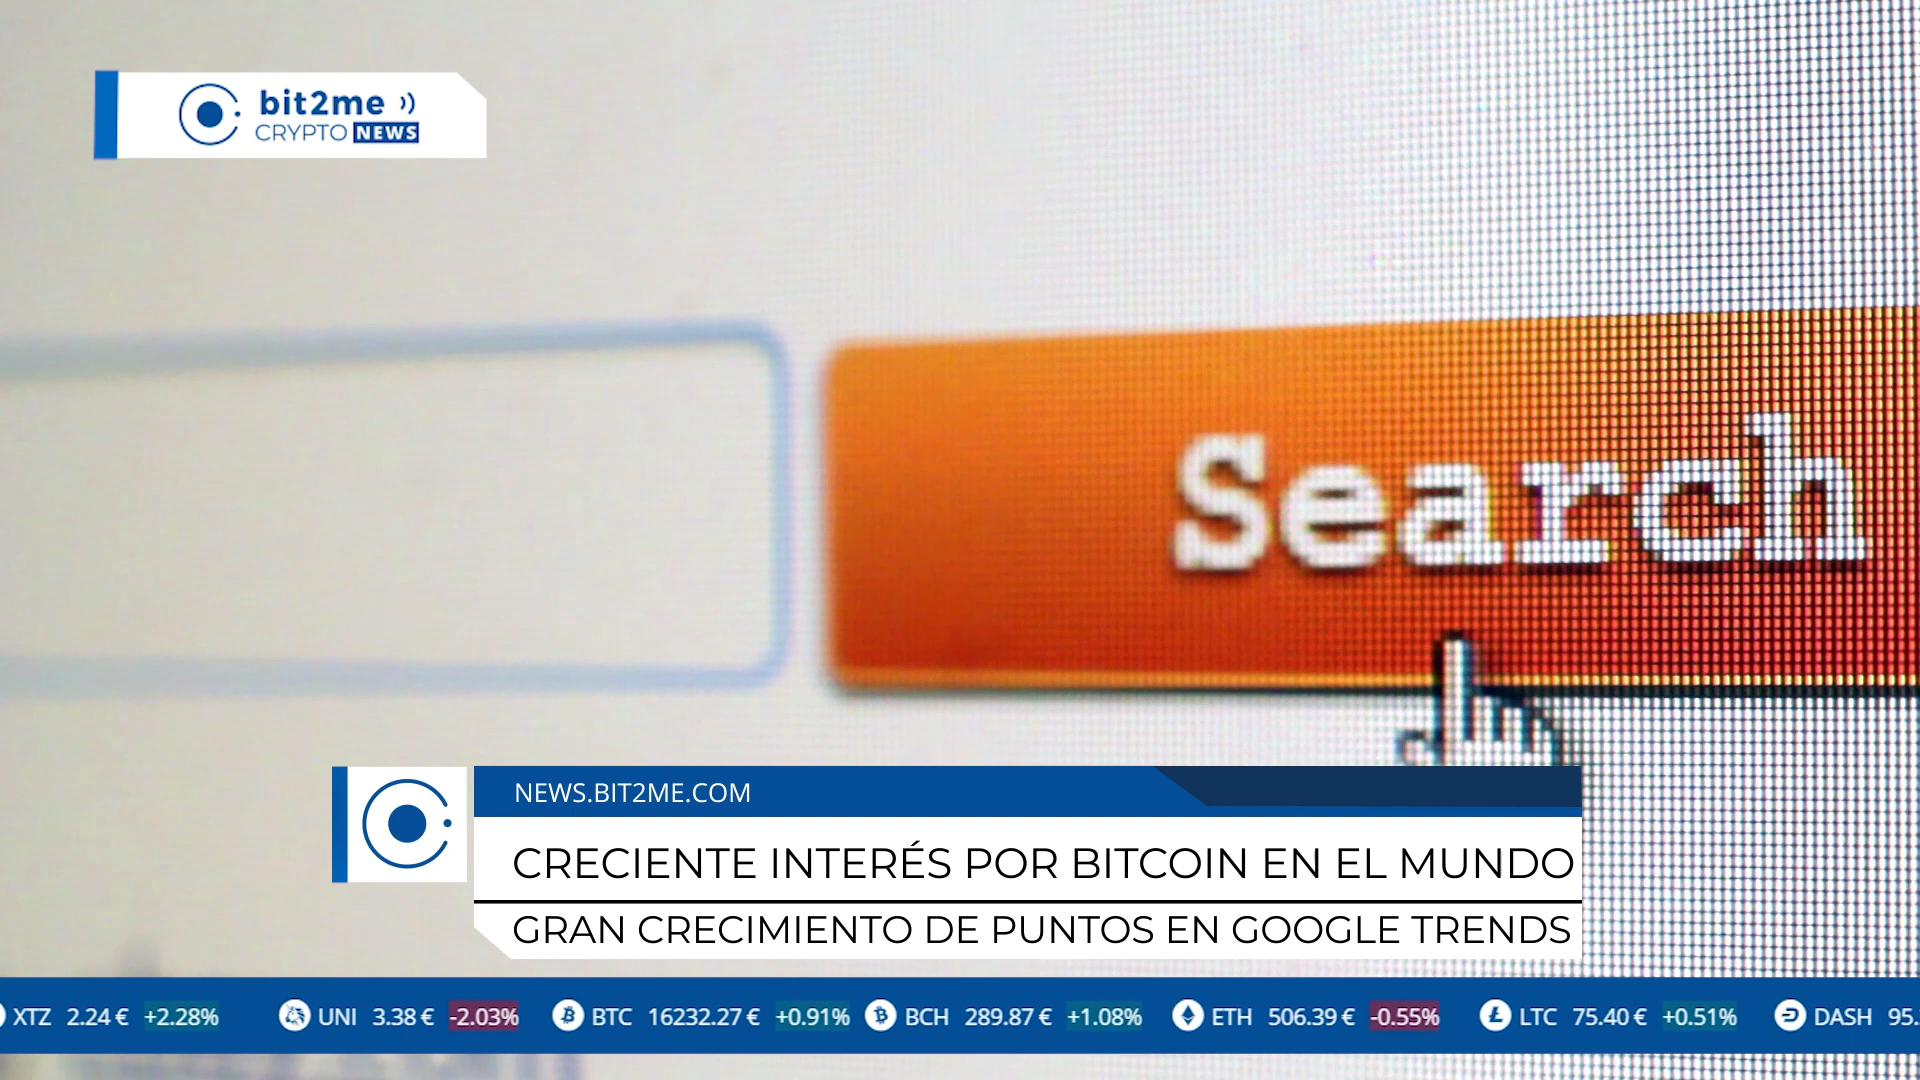 bit2me
CRYPTO NEWS
Search
NEWS.BIT2ME.COM
CRECIENTE INTERÉS POR BITCOIN EN EL MUNDO
GRAN CRECIMIENTO DE PUNTOS EN GOOGLE TRENDS
XTZ 2.24 € +2.28% UNI 3.38 € -2.03% BTC 16232.27 € +0.91% BCH 289.87 € +1.08% ETH 506.39 € -0.55% LTC 75.40 € +0.51% DASH 95.